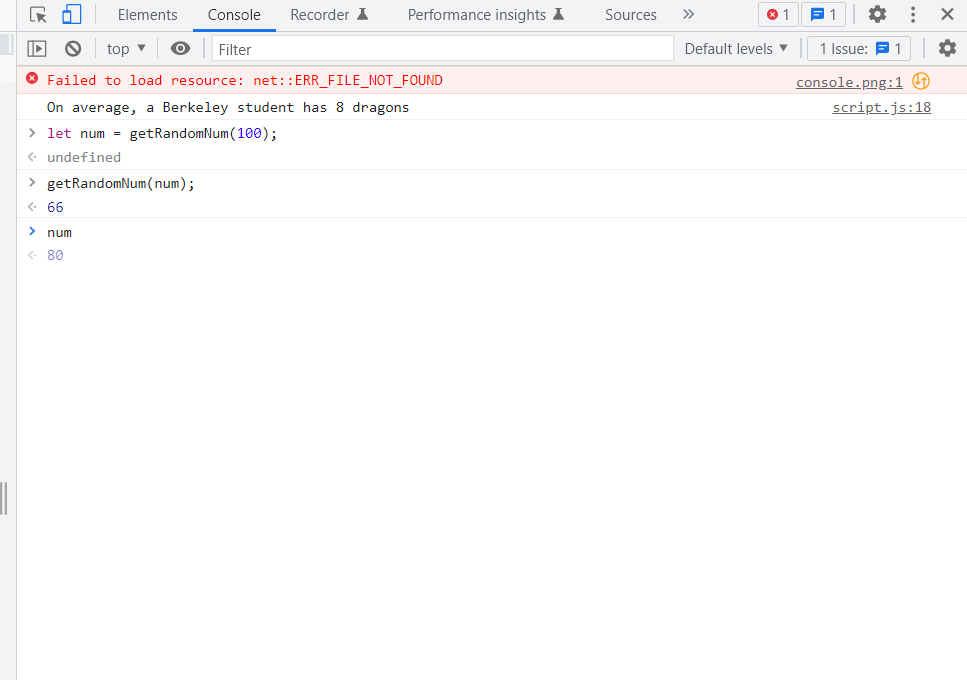 Elements Console Recorder Performance insights Sources » 1 1
top Filter Default levels 1 Issue: 1
Failed to load resource: net::ERR_FILE_NOT_FOUND console.png:1
On average, a Berkeley student has 8 dragons script.js:18
> let num = getRandomNum(100);
undefined
> getRandomNum(num);
66
> num
80